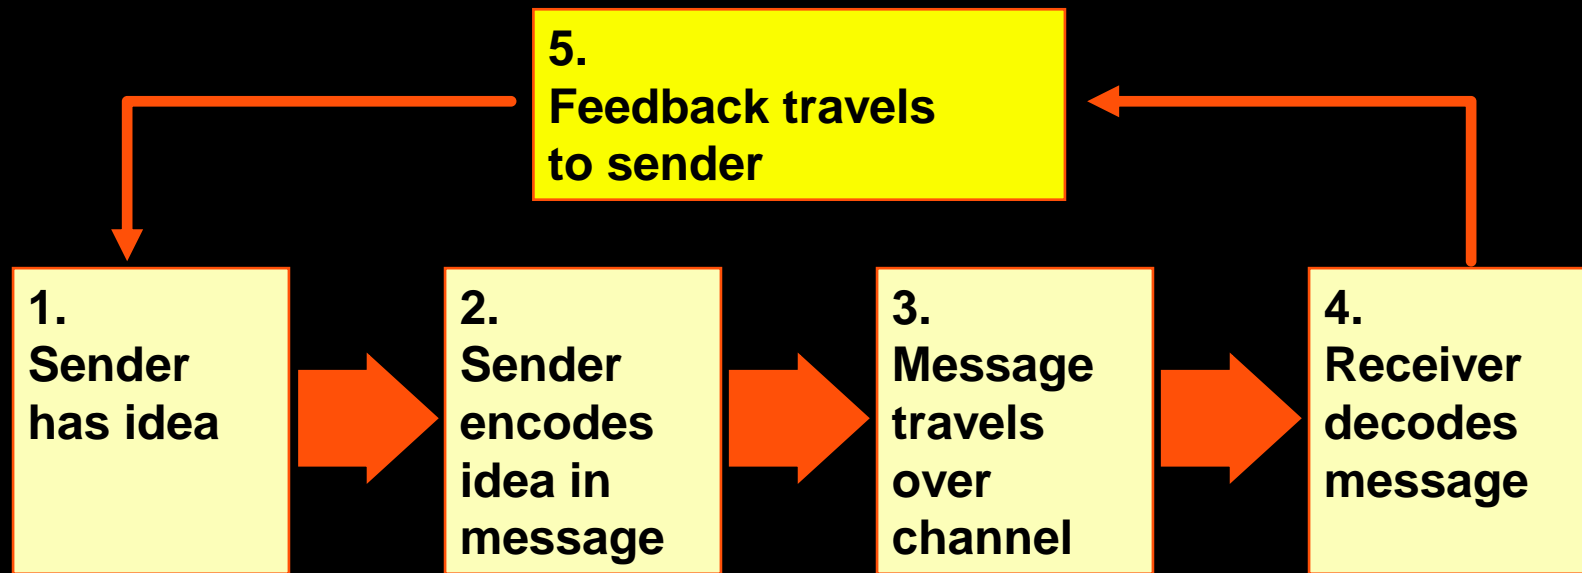 5.
Feedback travels
to sender
1.
Sender
has idea
2.
Sender
encodes
idea in
message
3.
Message
travels
over
channel
4.
Receiver
decodes
message